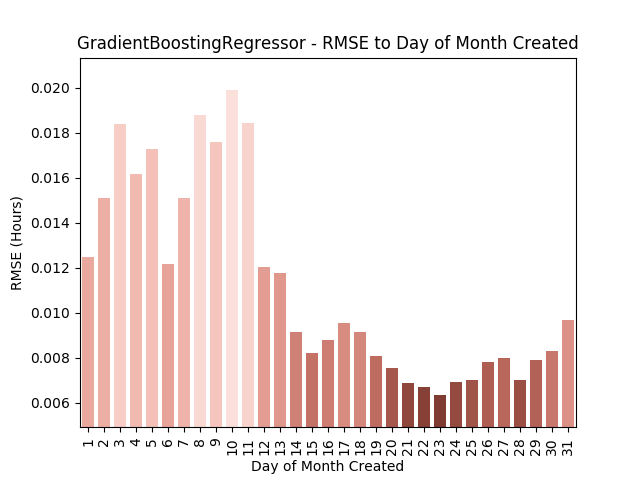 GradientBoostingRegressor - RMSE to Day of Month Created
0.020
0.018
0.016
0.014
0.012
0.010
0.008
0.006
RMSE (Hours)
1 2 3 4 5 6 7 8 9 10 11 12 13 14 15 16 17 18 19 20 21 22 23 24 25 26 27 28 29 30 31
Day of Month Created